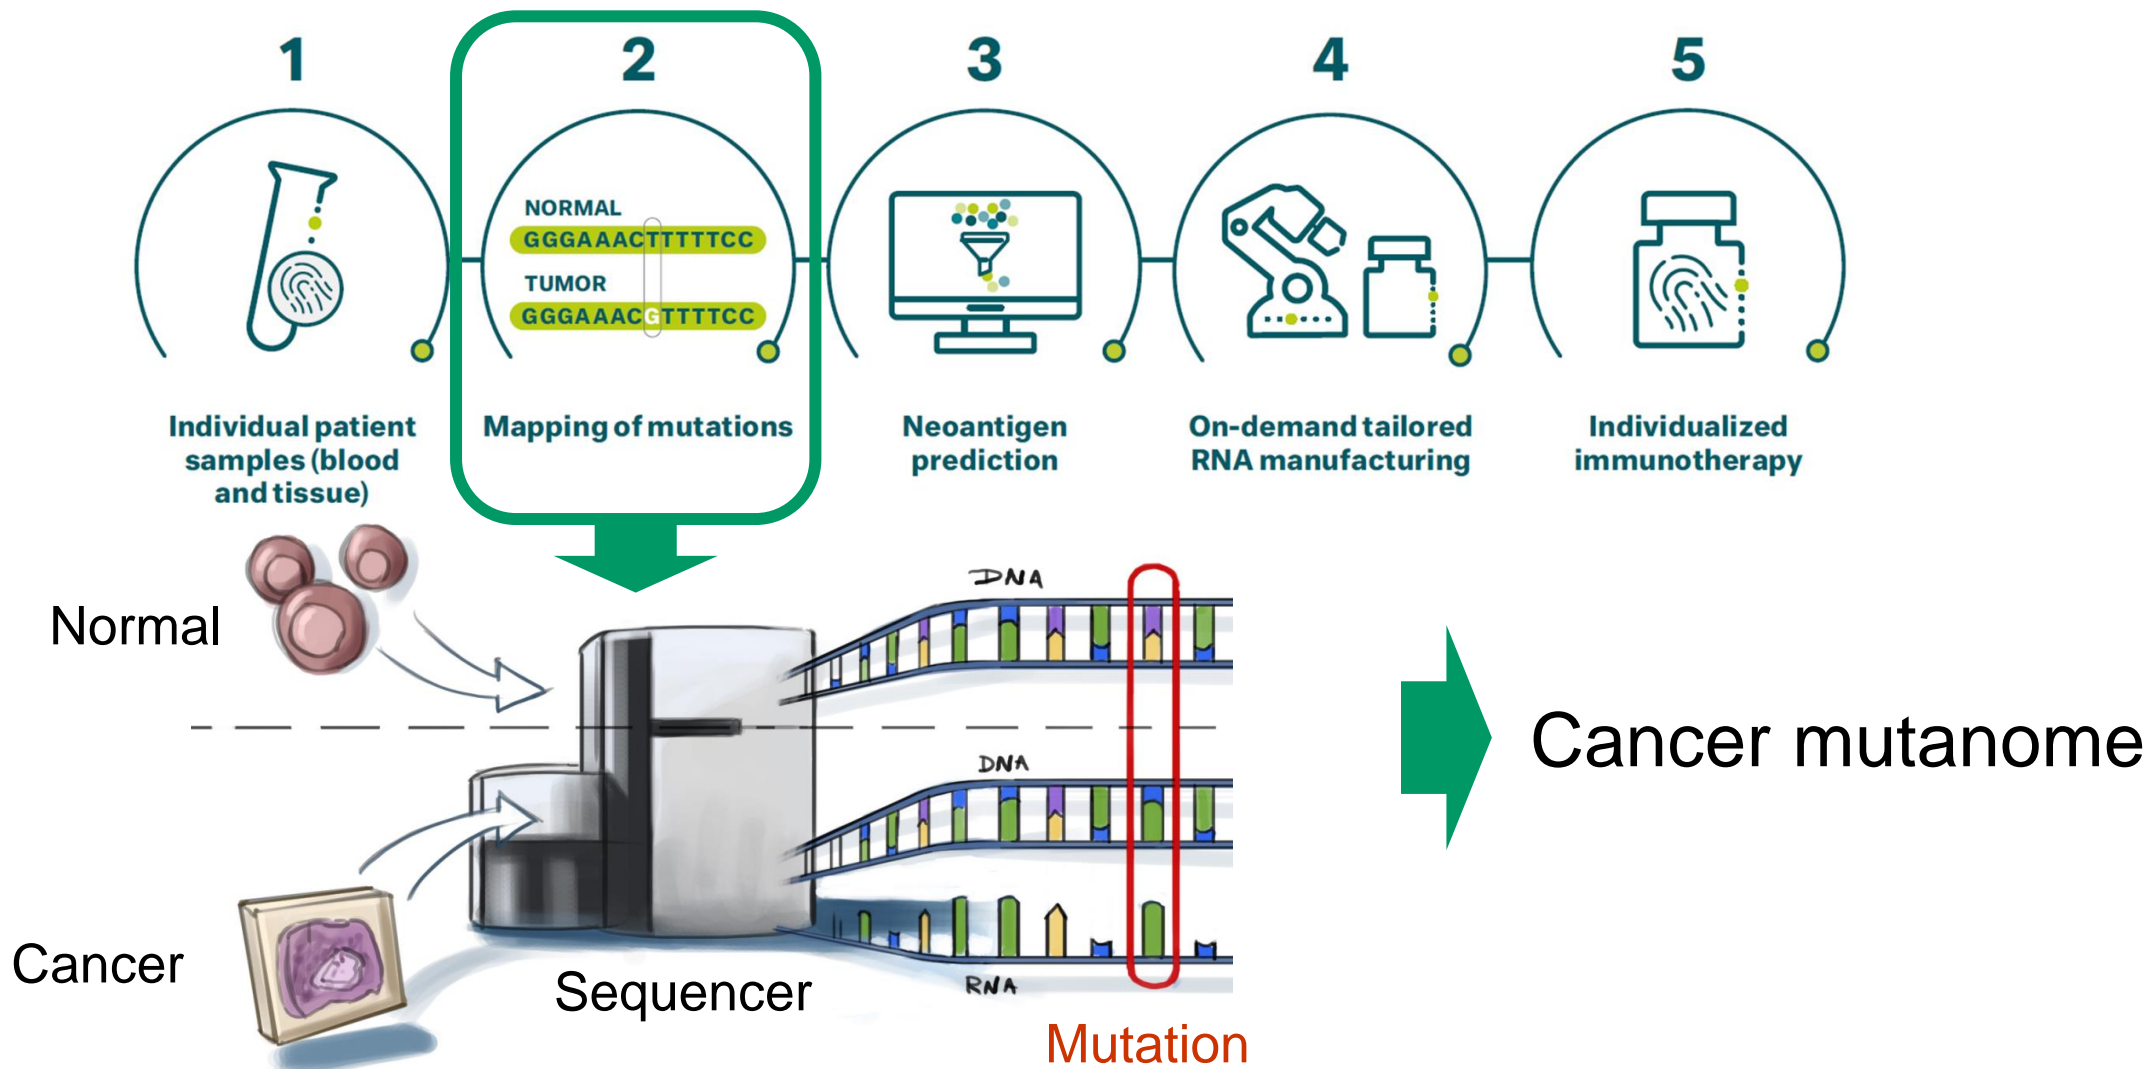 1
2
3
4
5
NORMAL
GGGAAACTTTTTCC
TUMOR
GGGAAACGTTTTCC
Individual patient
samples (blood
and tissue)
Mapping of mutations
Neoantigen
prediction
On-demand tailored
RNA manufacturing
Individualized
immunotherapy
Normal
DNA
DNA
Cancer mutanome
Cancer
Sequencer
RNA
Mutation